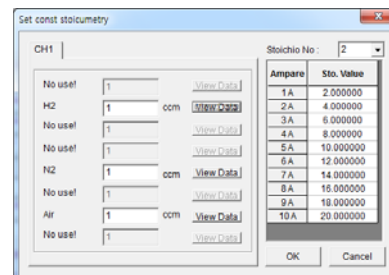 Set const stoicumetry
CH1
Stoichio No : 2
No use! 1 View Data
H2 1 ccm View Data
No use! 1 View Data
No use! 1 View Data
N2 1 ccm View Data
No use! 1 View Data
Air 1 ccm View Data
No use! 1 View Data
Ampare Sto. Value
1 A 2.000000
2 A 4.000000
3 A 6.000000
4 A 8.000000
5 A 10.000000
6 A 12.000000
7 A 14.000000
8 A 16.000000
9 A 18.000000
10 A 20.000000
OK Cancel